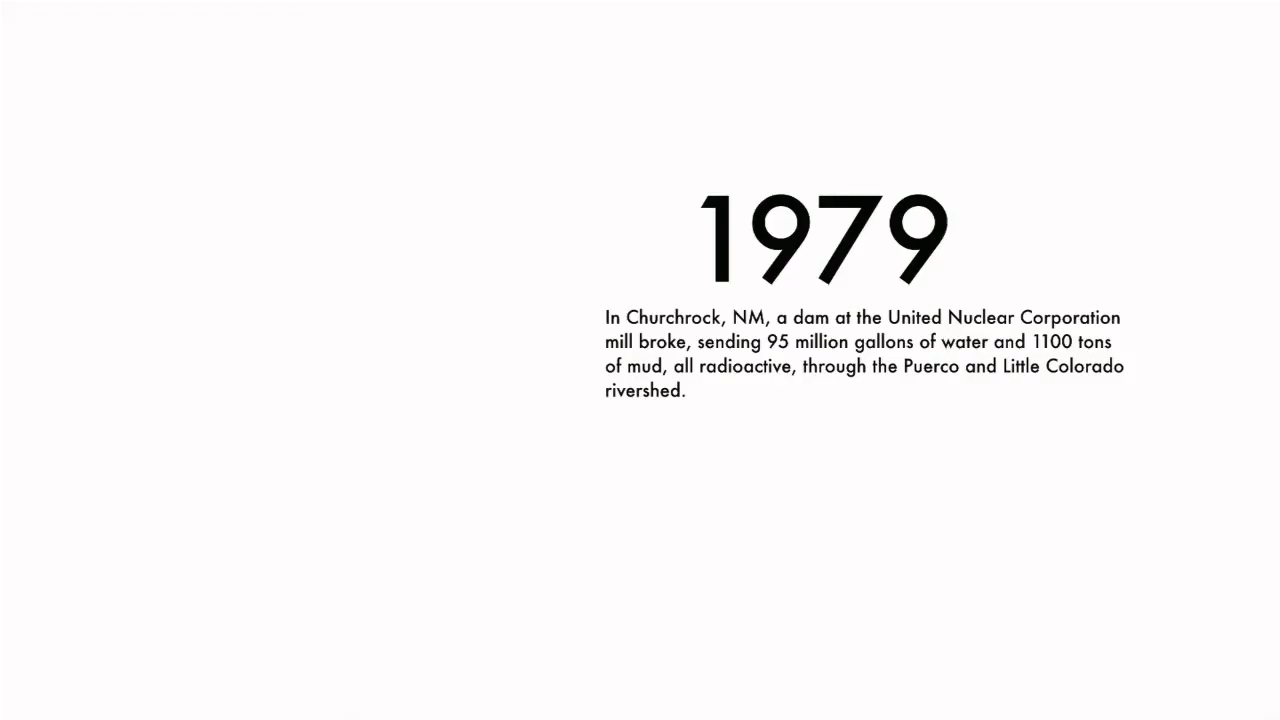 1979
In Churchrock, NM, a dam at the United Nuclear Corporation
mill broke, sending 95 million gallons of water and 1100 tons
of mud, all radioactive, through the Puerco and Little Colorado
rivershed.